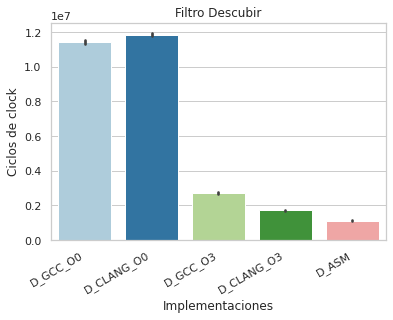 Filtro Descubir
1e7
1.2
1.0
0.8
0.6
0.4
0.2
0.0
Ciclos de clock
D_GCC_O0
D_CLANG_O0
D_GCC_O3
D_CLANG_O3
D_ASM
Implementaciones